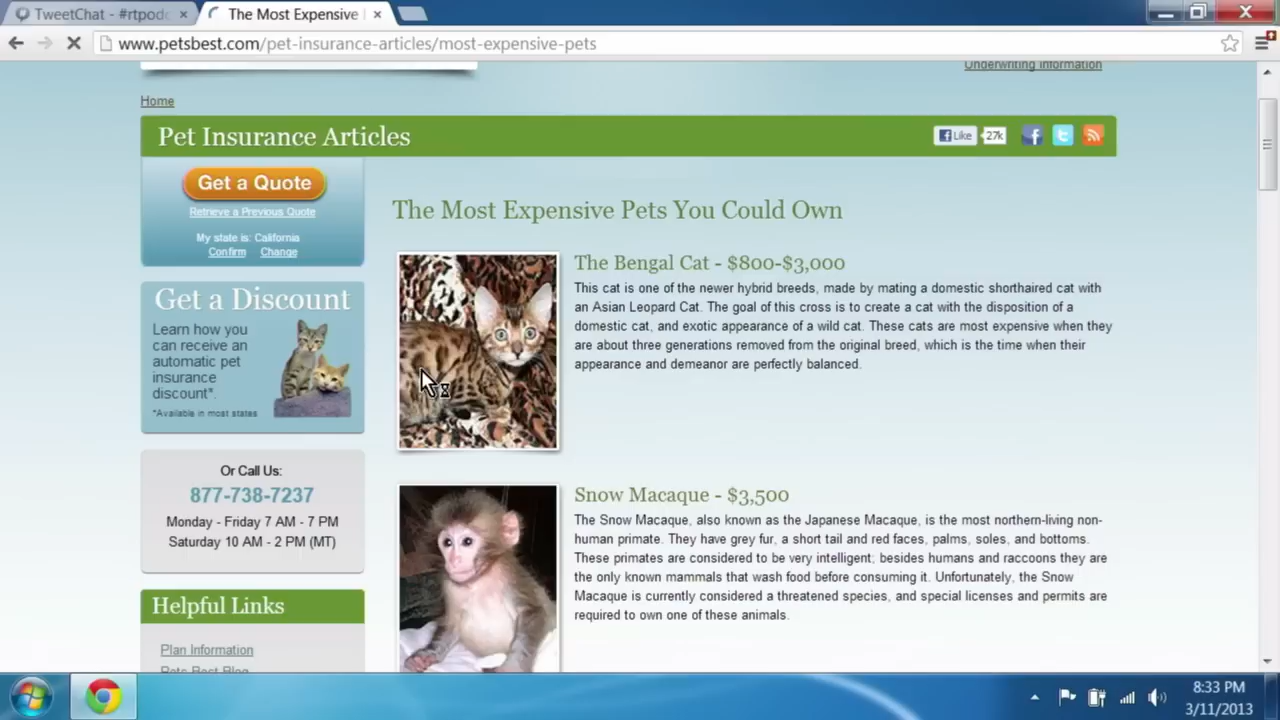 TweetChat - #rtpod
The Most Expensive
www.petsbest.com/pet-insurance-articles/most-expensive-pets
Underwriting Information
Home
Pet Insurance Articles
Like
27k
Get a Quote
Retrieve a Previous Quote
My state is: California
Confirm Change
Get a Discount
Learn how you
can receive an
automatic pet
insurance
discount*.
*Available in most states
Or Call Us:
877-738-7237
Monday - Friday 7 AM - 7 PM
Saturday 10 AM - 2 PM (MT)
Helpful Links
Plan Information
Pets Best Blog
The Most Expensive Pets You Could Own
The Bengal Cat - $800-$3,000
This cat is one of the newer hybrid breeds, made by mating a domestic shorthaired cat with
an Asian Leopard Cat. The goal of this cross is to create a cat with the disposition of a
domestic cat, and exotic appearance of a wild cat. These cats are most expensive when they
are about three generations removed from the original breed, which is the time when their
appearance and demeanor are perfectly balanced.
Snow Macaque - $3,500
The Snow Macaque, also known as the Japanese Macaque, is the most northern-living non-
human primate. They have grey fur, a short tail and red faces, palms, soles, and bottoms.
These primates are considered to be very intelligent; besides humans and raccoons they are
the only known mammals that wash food before consuming it. Unfortunately, the Snow
Macaque is currently considered a threatened species, and special licenses and permits are
required to own one of these animals.
8:33 PM
3/11/2013